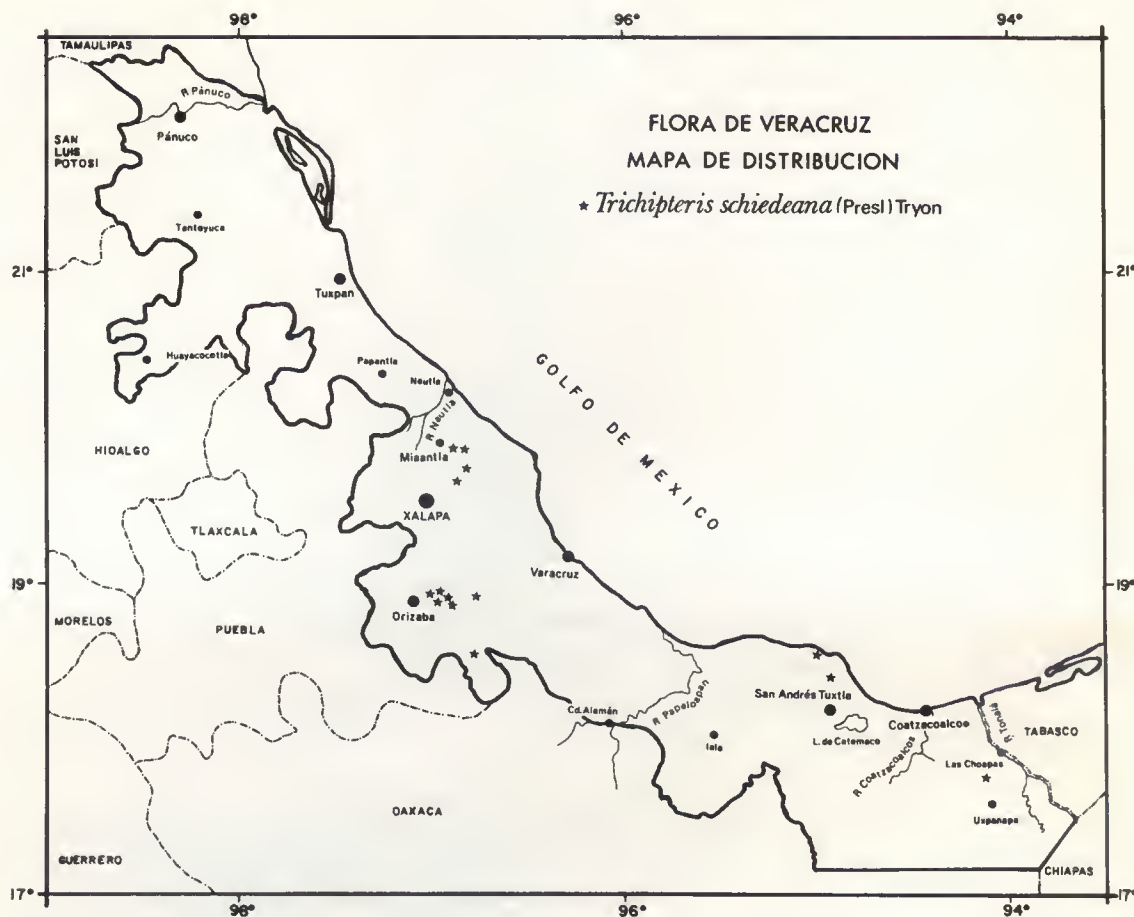 98° 96° 94°
TAMAULIPAS
R Pánuco
Pánuco
SAN
LUIS
POTOSI
FLORA DE VERACRUZ
MAPA DE DISTRIBUCION
★ Trichipteris schiedeana (Presl) Tryon
Tantoyuca
21° 21°
Tuxpan
Huayacocotla
Papantla
Nautla
R Nautla
GOLFO DE MEXICO
HIDALGO
Misantla
XALAPA
TLAXCALA
Veracruz
19° 19°
MORELOS
PUEBLA
Orizaba
San Andrés Tuxtla
Cd. Alemán
R Papaloapan
Coatzacoalcos
R Tonalá
TABASCO
Isla
L. de Catemaco
R Coatzacoalcos
Las Choapas
Uxpanapa
OAXACA
GUERRERO
CHIAPAS
17° 17°
98° 96° 94°